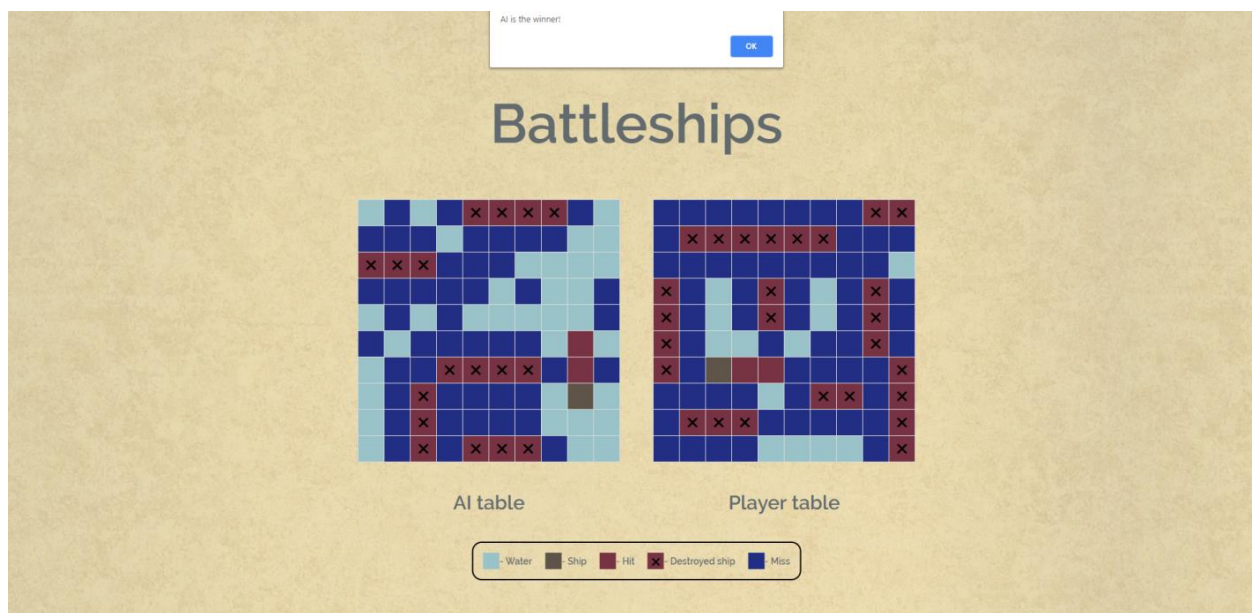 AI is the winner!
OK
Battleships
AI table
Player table
- Water - Ship - Hit - Destroyed ship - Miss